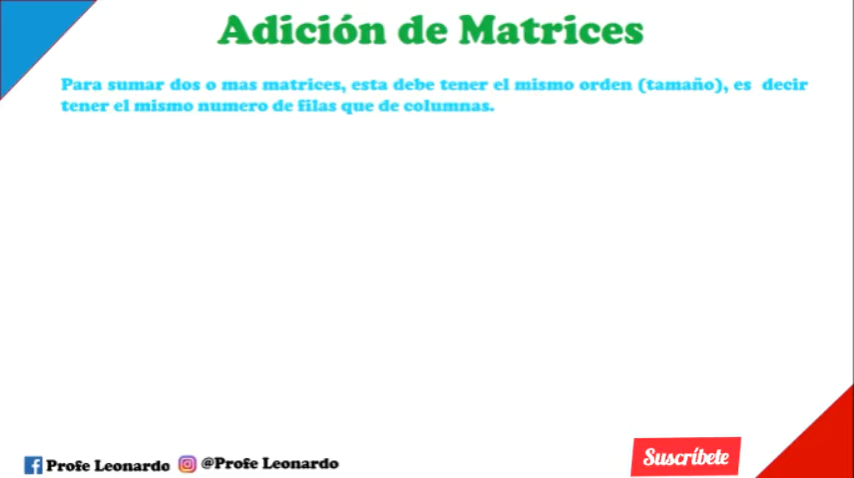 Adición de Matrices
Para sumar dos o mas matrices, esta debe tener el mismo orden (tamaño), es decir
tener el mismo numero de filas que de columnas.
Profe Leonardo @Profe Leonardo
Suscríbete